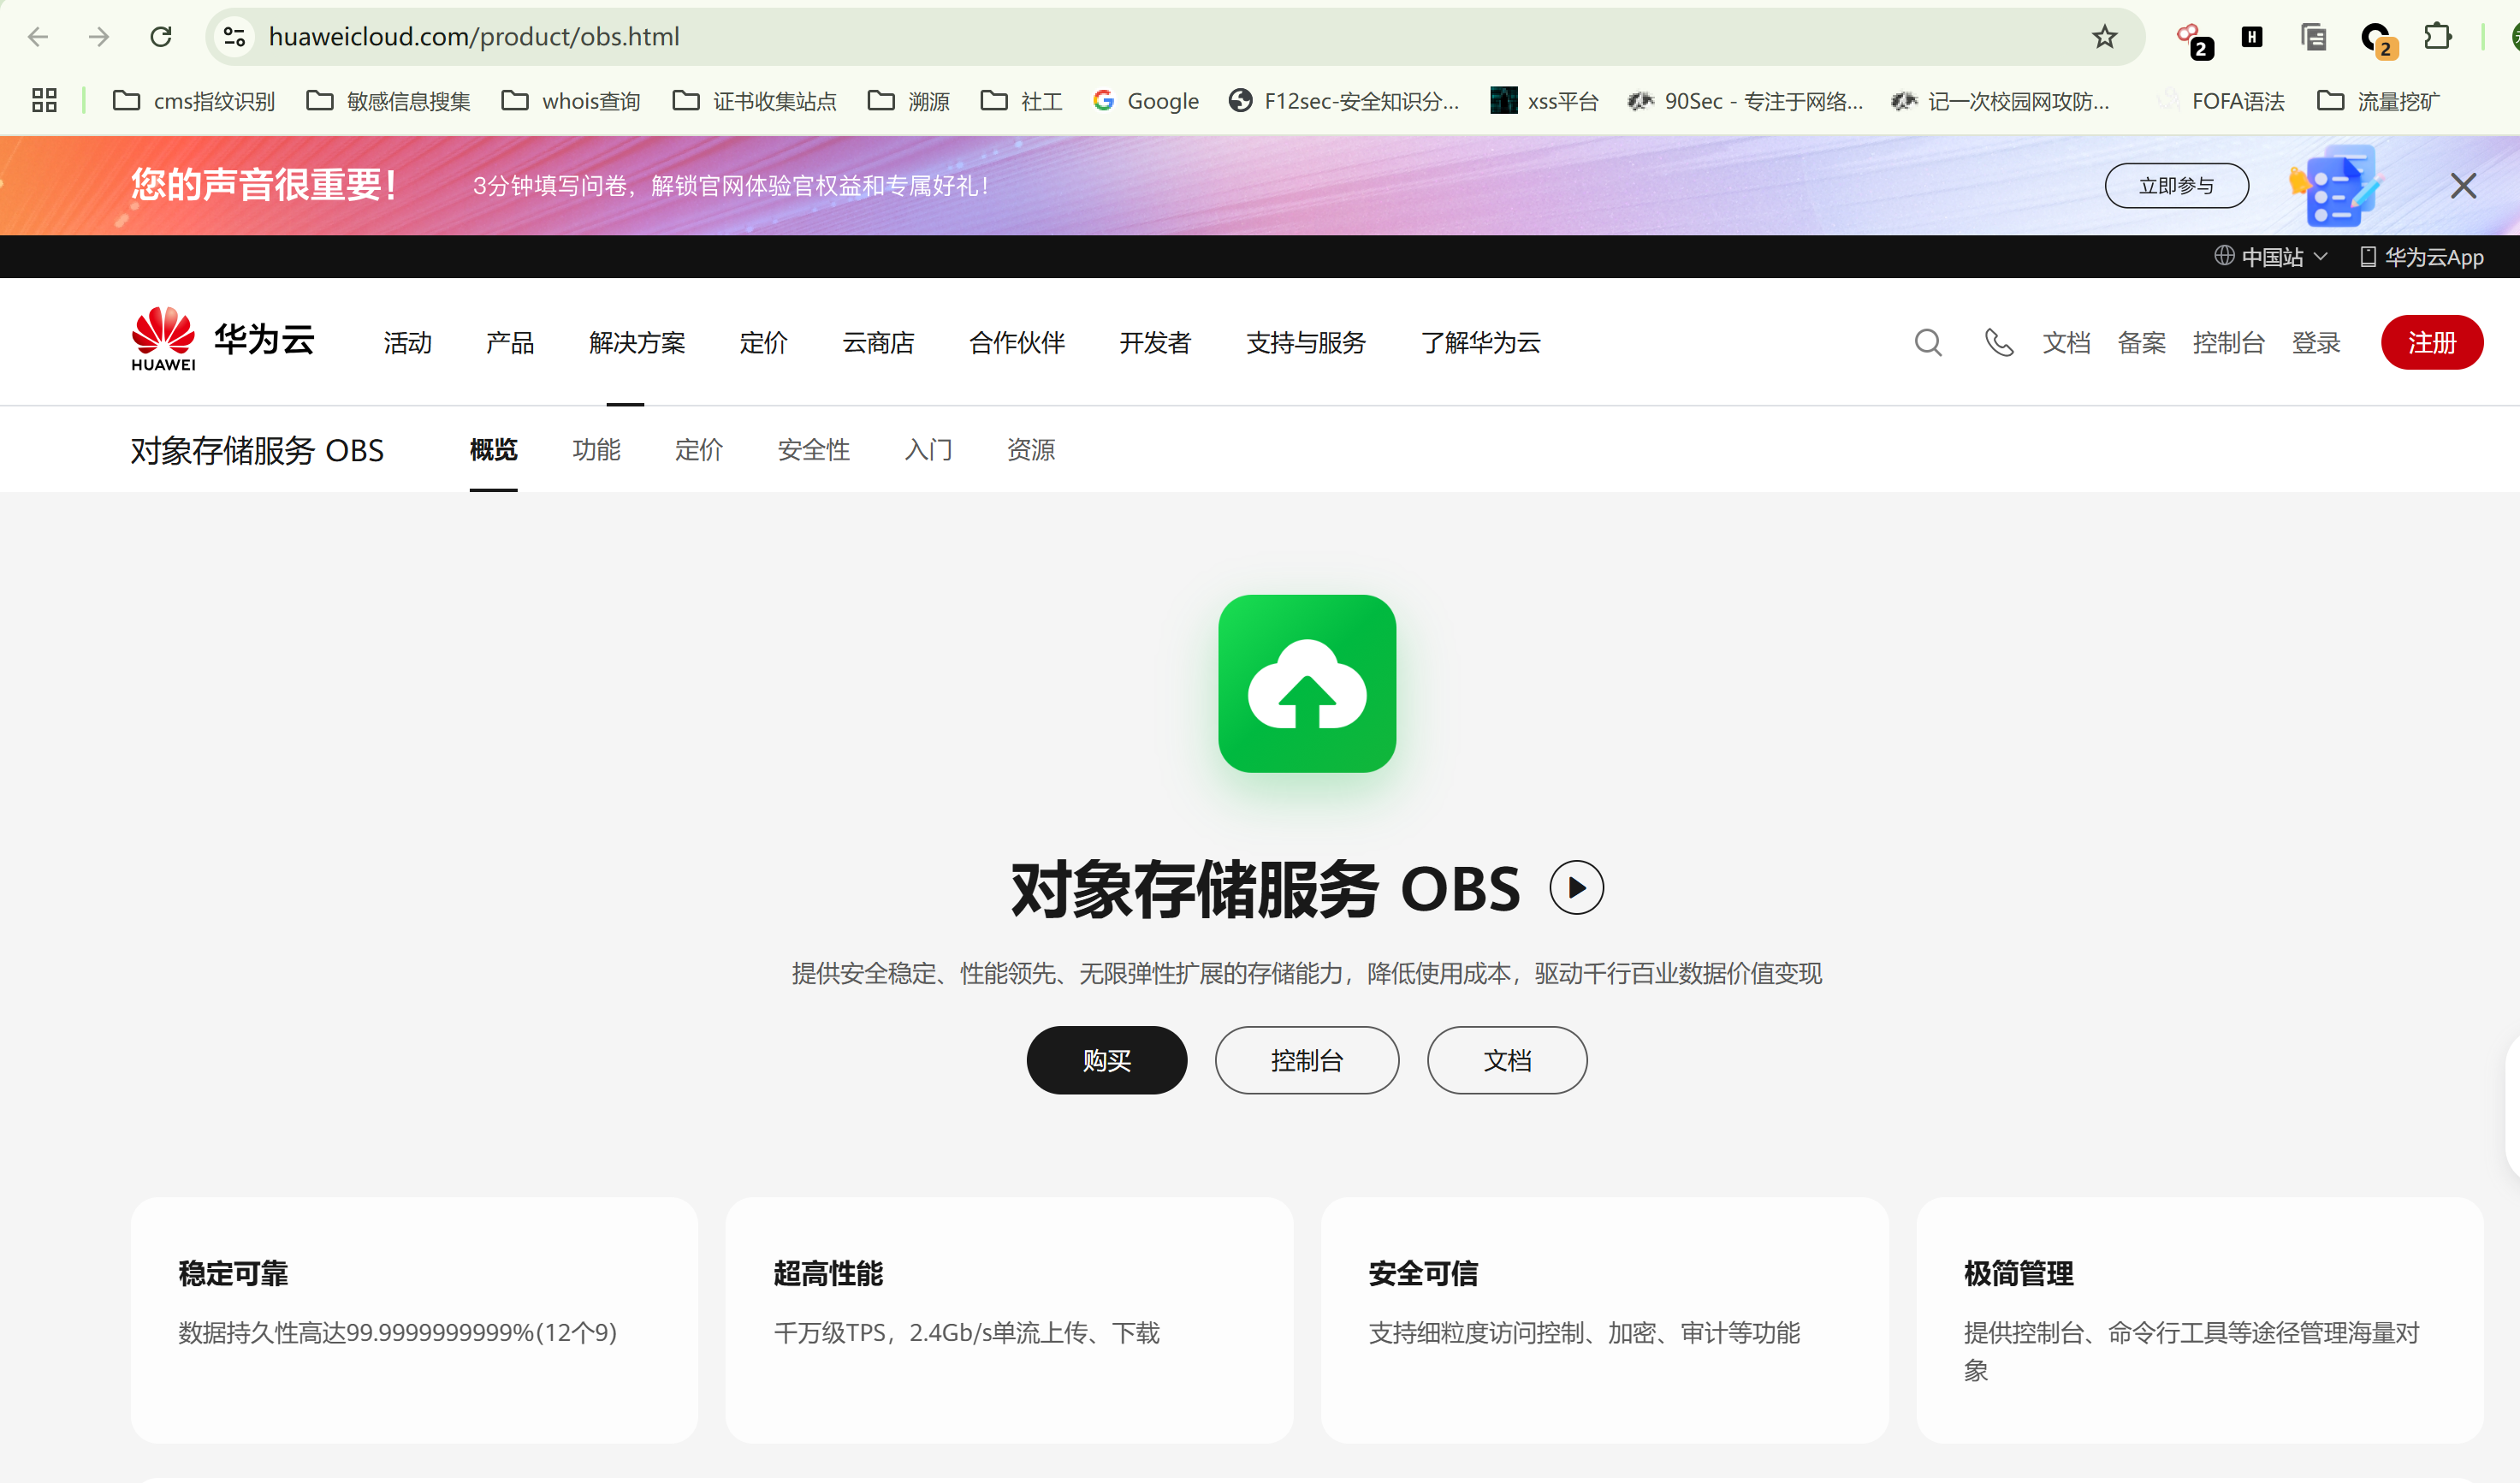 huaweicloud.com/product/obs.html
2
H
2
cms指纹识别 敏感信息搜集 whois查询 证书收集站点 溯源 社工 Google F12sec-安全知识分... xss平台 90Sec - 专注于网络... 记一次校园网攻防... FOFA语法 流量挖矿
您的声音很重要！ 3分钟填写问卷，解锁官网体验官权益和专属好礼！ 立即参与
中国站 华为云App
HUAWEI 华为云 活动 产品 解决方案 定价 云商店 合作伙伴 开发者 支持与服务 了解华为云 文档 备案 控制台 登录 注册
对象存储服务 OBS 概览 功能 定价 安全性 入门 资源
对象存储服务 OBS
提供安全稳定、性能领先、无限弹性扩展的存储能力，降低使用成本，驱动千行百业数据价值变现
购买 控制台 文档
稳定可靠
数据持久性高达99.9999999999%(12个9)
超高性能
千万级TPS，2.4Gb/s单流上传、下载
安全可信
支持细粒度访问控制、加密、审计等功能
极简管理
提供控制台、命令行工具等途径管理海量对
象